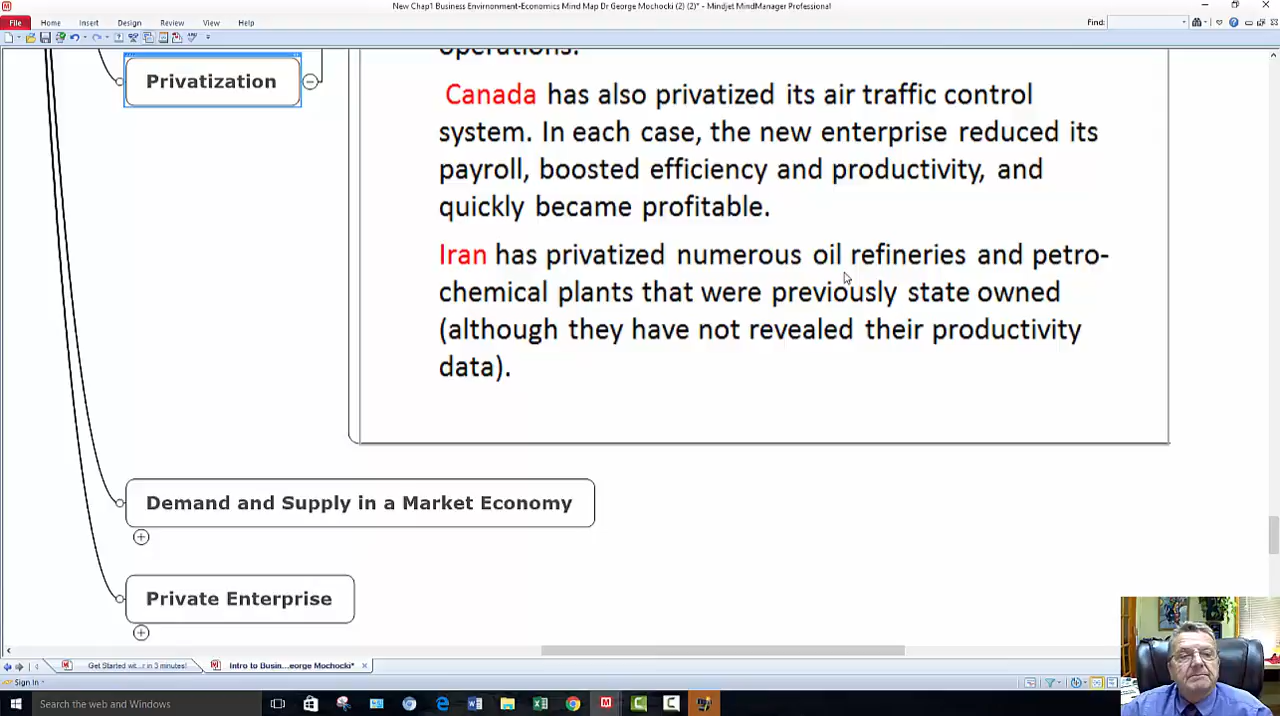 New Chap1 Business Envirnonment-Economics Mind Map Dr George Mochocki (2) (2)* - Mindjet MindManager Professional
File Home Insert Design Review View Help Find:
operations.
Privatization
Canada has also privatized its air traffic control
system. In each case, the new enterprise reduced its
payroll, boosted efficiency and productivity, and
quickly became profitable.
Iran has privatized numerous oil refineries and petro-
chemical plants that were previously state owned
(although they have not revealed their productivity
data).
Demand and Supply in a Market Economy
Private Enterprise
Get Started wit...r in 3 minutes! Intro to Busin...eorge Mochocki*
Sign In
Search the web and Windows